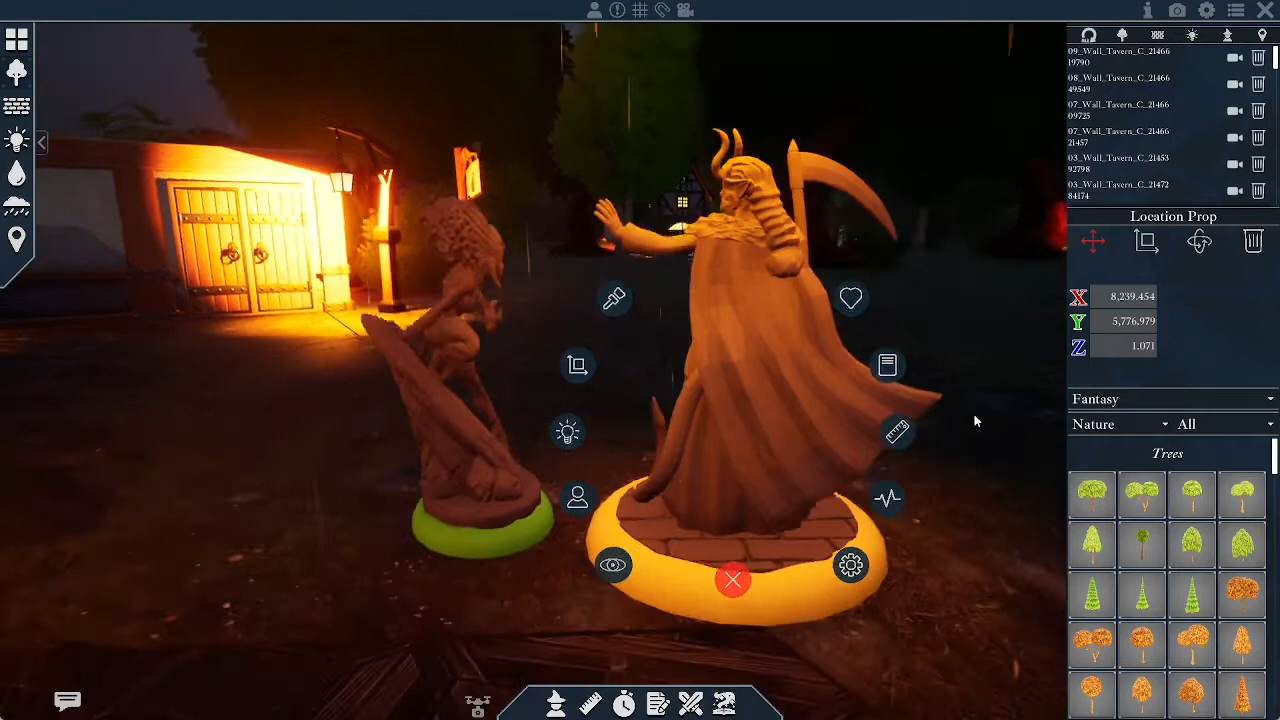 09_Wall_Tavern_C_21466
19790
08_Wall_Tavern_C_21466
49549
07_Wall_Tavern_C_21466
09725
07_Wall_Tavern_C_21466
21457
03_Wall_Tavern_C_21453
92798
03_Wall_Tavern_C_21472
84174
Location Prop
X 8,239.454
Y 5,776.979
Z 1.071
Fantasy
Nature All
Trees